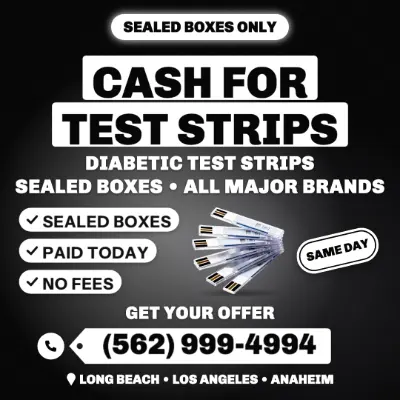 SEALED BOXES ONLY
CASH FOR
TEST STRIPS
DIABETIC TEST STRIPS
SEALED BOXES • ALL MAJOR BRANDS
SEALED BOXES
PAID TODAY
NO FEES
SAME DAY
GET YOUR OFFER
(562) 999-4994
LONG BEACH • LOS ANGELES • ANAHEIM